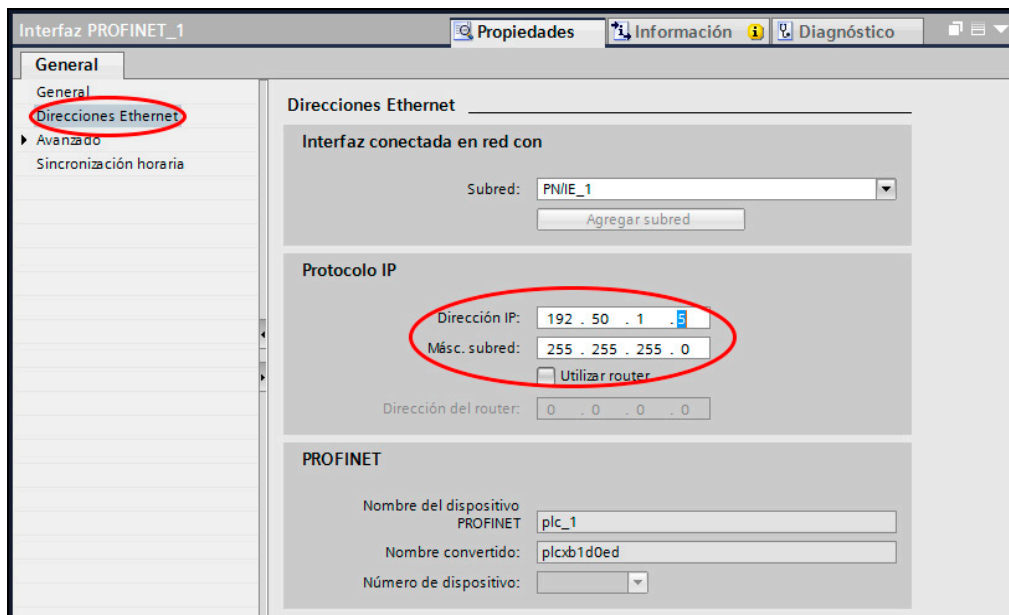 Interfaz PROFINET_1
Propiedades
Información
Diagnóstico
General
General
Direcciones Ethernet
Avanzado
Sincronización horaria
Direcciones Ethernet
Interfaz conectada en red con
Subred: PN/IE_1
Agregar subred
Protocolo IP
Dirección IP: 192 . 50 . 1 . 5
Másc. subred: 255 . 255 . 255 . 0
Utilizar router
Dirección del router: 0 . 0 . 0 . 0
PROFINET
Nombre del dispositivo
PROFINET plc_1
Nombre convertido: plcxb1d0ed
Número de dispositivo: